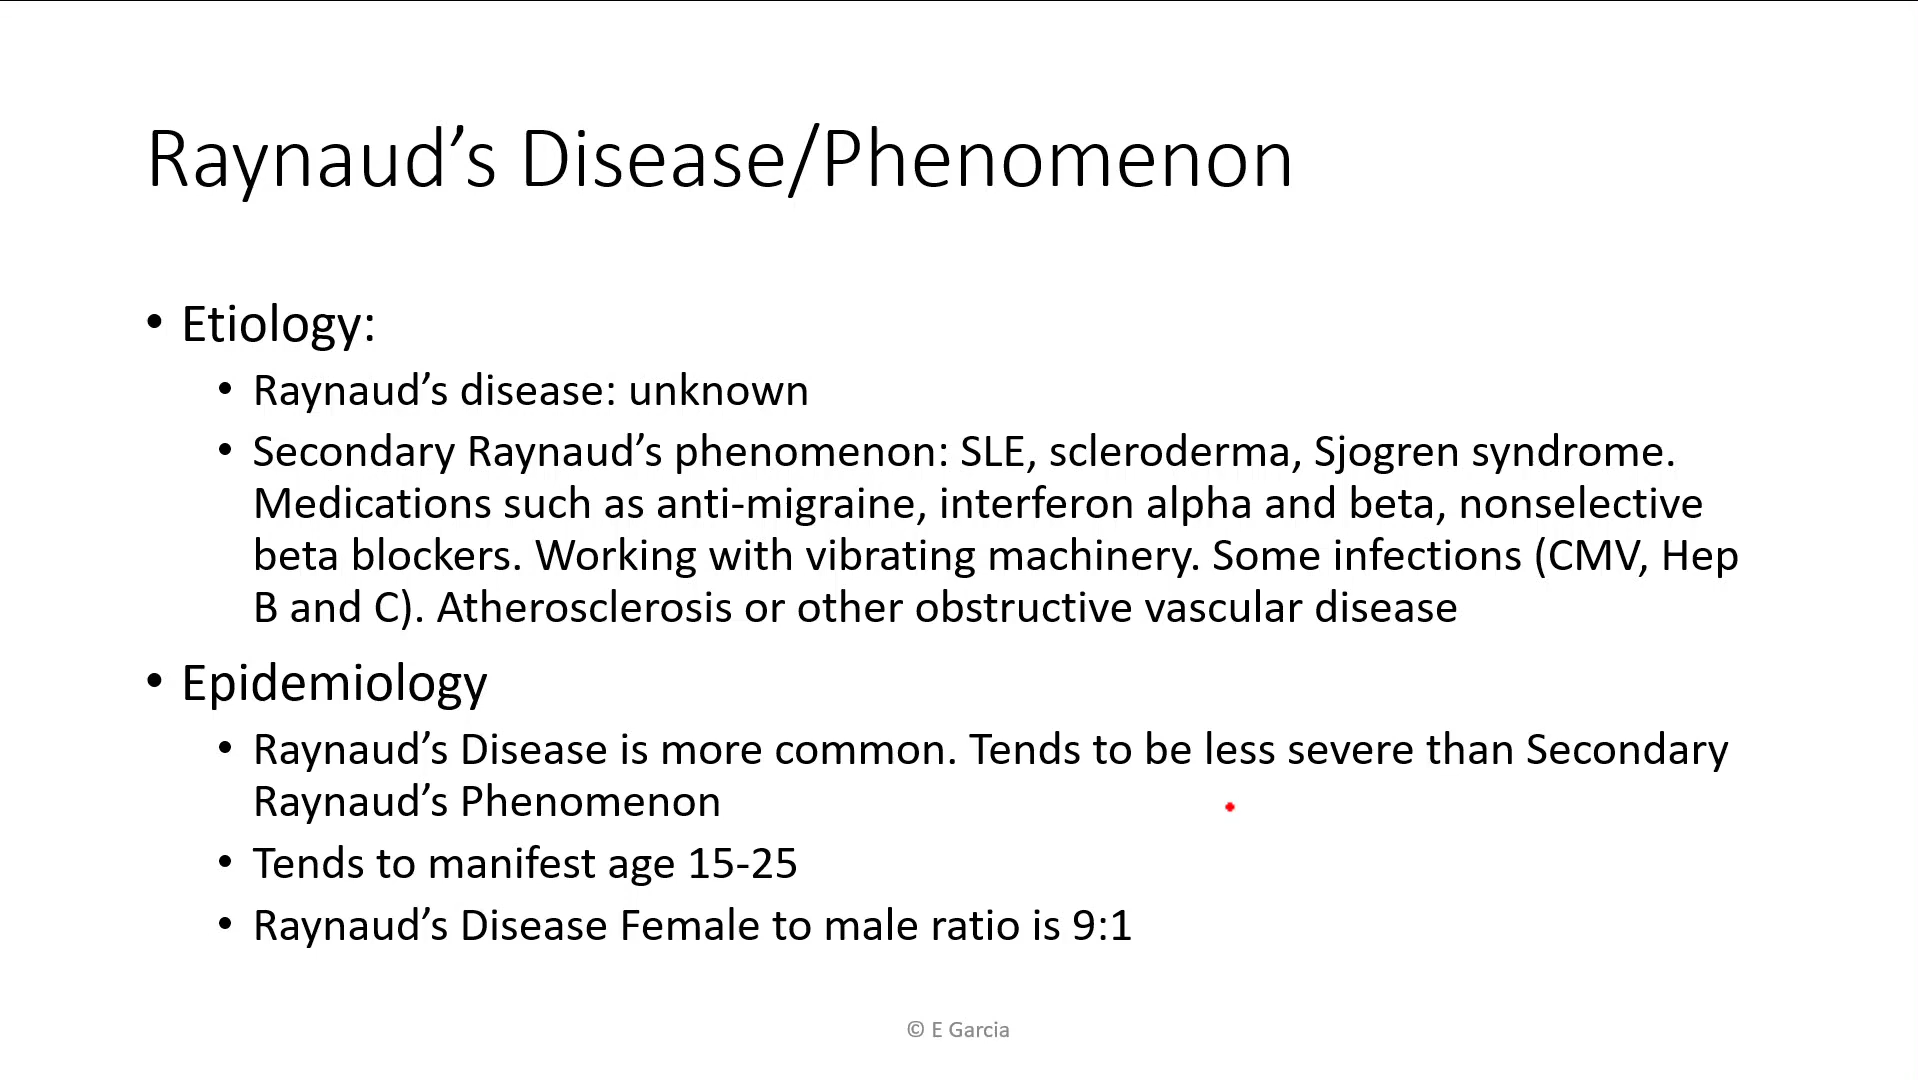 Raynaud’s Disease/Phenomenon
• Etiology:
• Raynaud’s disease: unknown
• Secondary Raynaud’s phenomenon: SLE, scleroderma, Sjogren syndrome.
Medications such as anti-migraine, interferon alpha and beta, nonselective
beta blockers. Working with vibrating machinery. Some infections (CMV, Hep
B and C). Atherosclerosis or other obstructive vascular disease
• Epidemiology
• Raynaud’s Disease is more common. Tends to be less severe than Secondary
Raynaud’s Phenomenon
• Tends to manifest age 15-25
• Raynaud’s Disease Female to male ratio is 9:1
© E Garcia